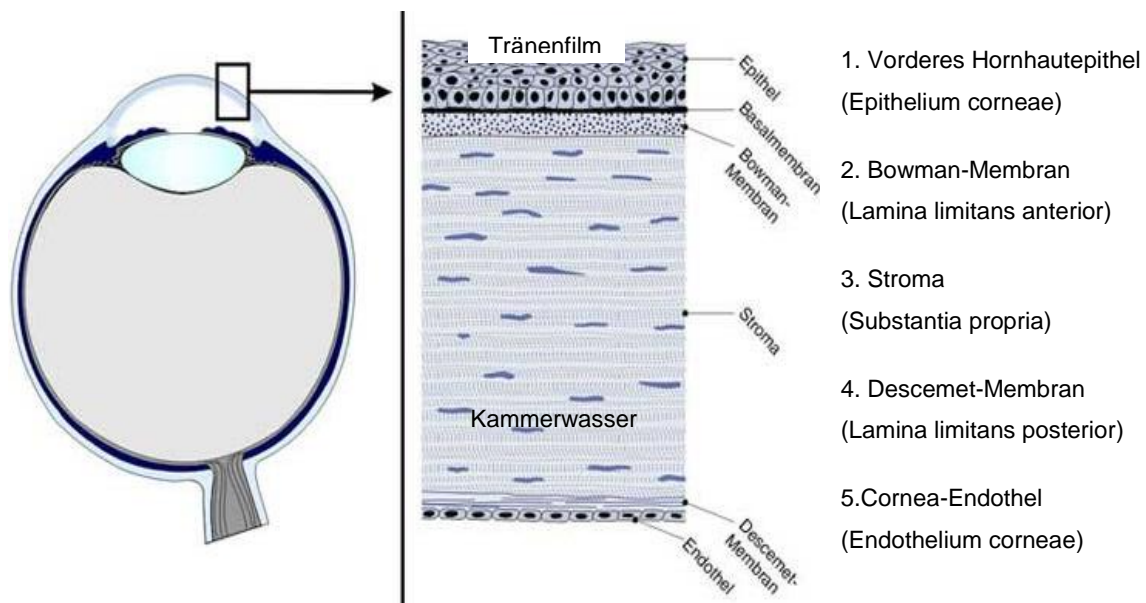 Tränenfilm
Epithel
Basalmembran
Bowman-
Membran
Stroma
Kammerwasser
Descemet-
Membran
Endothel
1. Vorderes Hornhautepithel
(Epithelium corneae)
2. Bowman-Membran
(Lamina limitans anterior)
3. Stroma
(Substantia propria)
4. Descemet-Membran
(Lamina limitans posterior)
5.Cornea-Endothel
(Endothelium corneae)